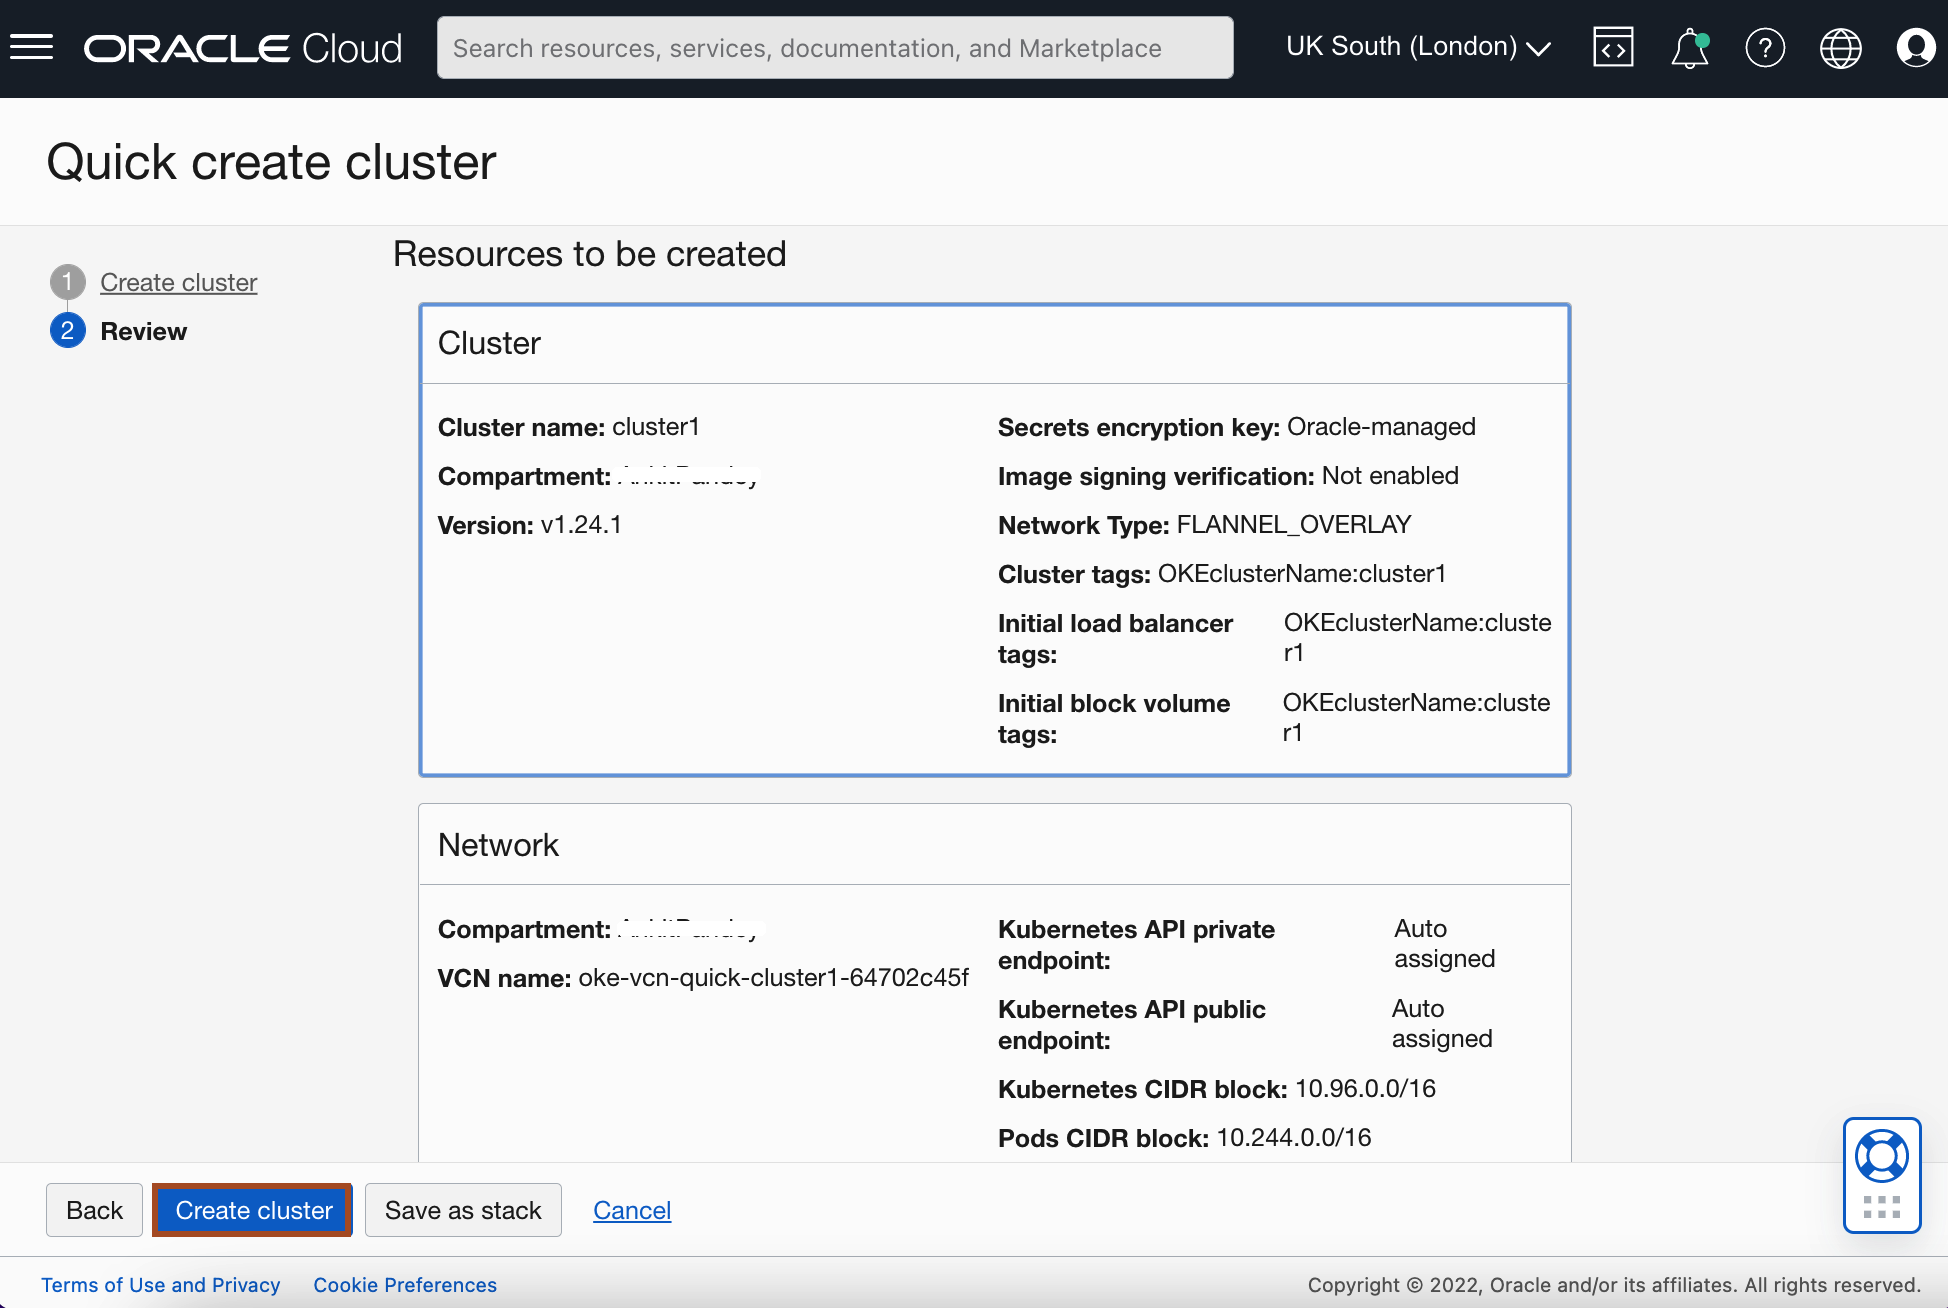 ORACLE Cloud
Search resources, services, documentation, and Marketplace
UK South (London)
Quick create cluster
1 Create cluster
2 Review
Resources to be created
Cluster
Cluster name: cluster1
Compartment:
Version: v1.24.1
Secrets encryption key: Oracle-managed
Image signing verification: Not enabled
Network Type: FLANNEL_OVERLAY
Cluster tags: OKEclusterName:cluster1
Initial load balancer tags: OKEclusterName:cluster1
Initial block volume tags: OKEclusterName:cluster1
Network
Compartment:
VCN name: oke-vcn-quick-cluster1-64702c45f
Kubernetes API private endpoint: Auto assigned
Kubernetes API public endpoint: Auto assigned
Kubernetes CIDR block: 10.96.0.0/16
Pods CIDR block: 10.244.0.0/16
Back
Create cluster
Save as stack
Cancel
Terms of Use and Privacy
Cookie Preferences
Copyright © 2022, Oracle and/or its affiliates. All rights reserved.